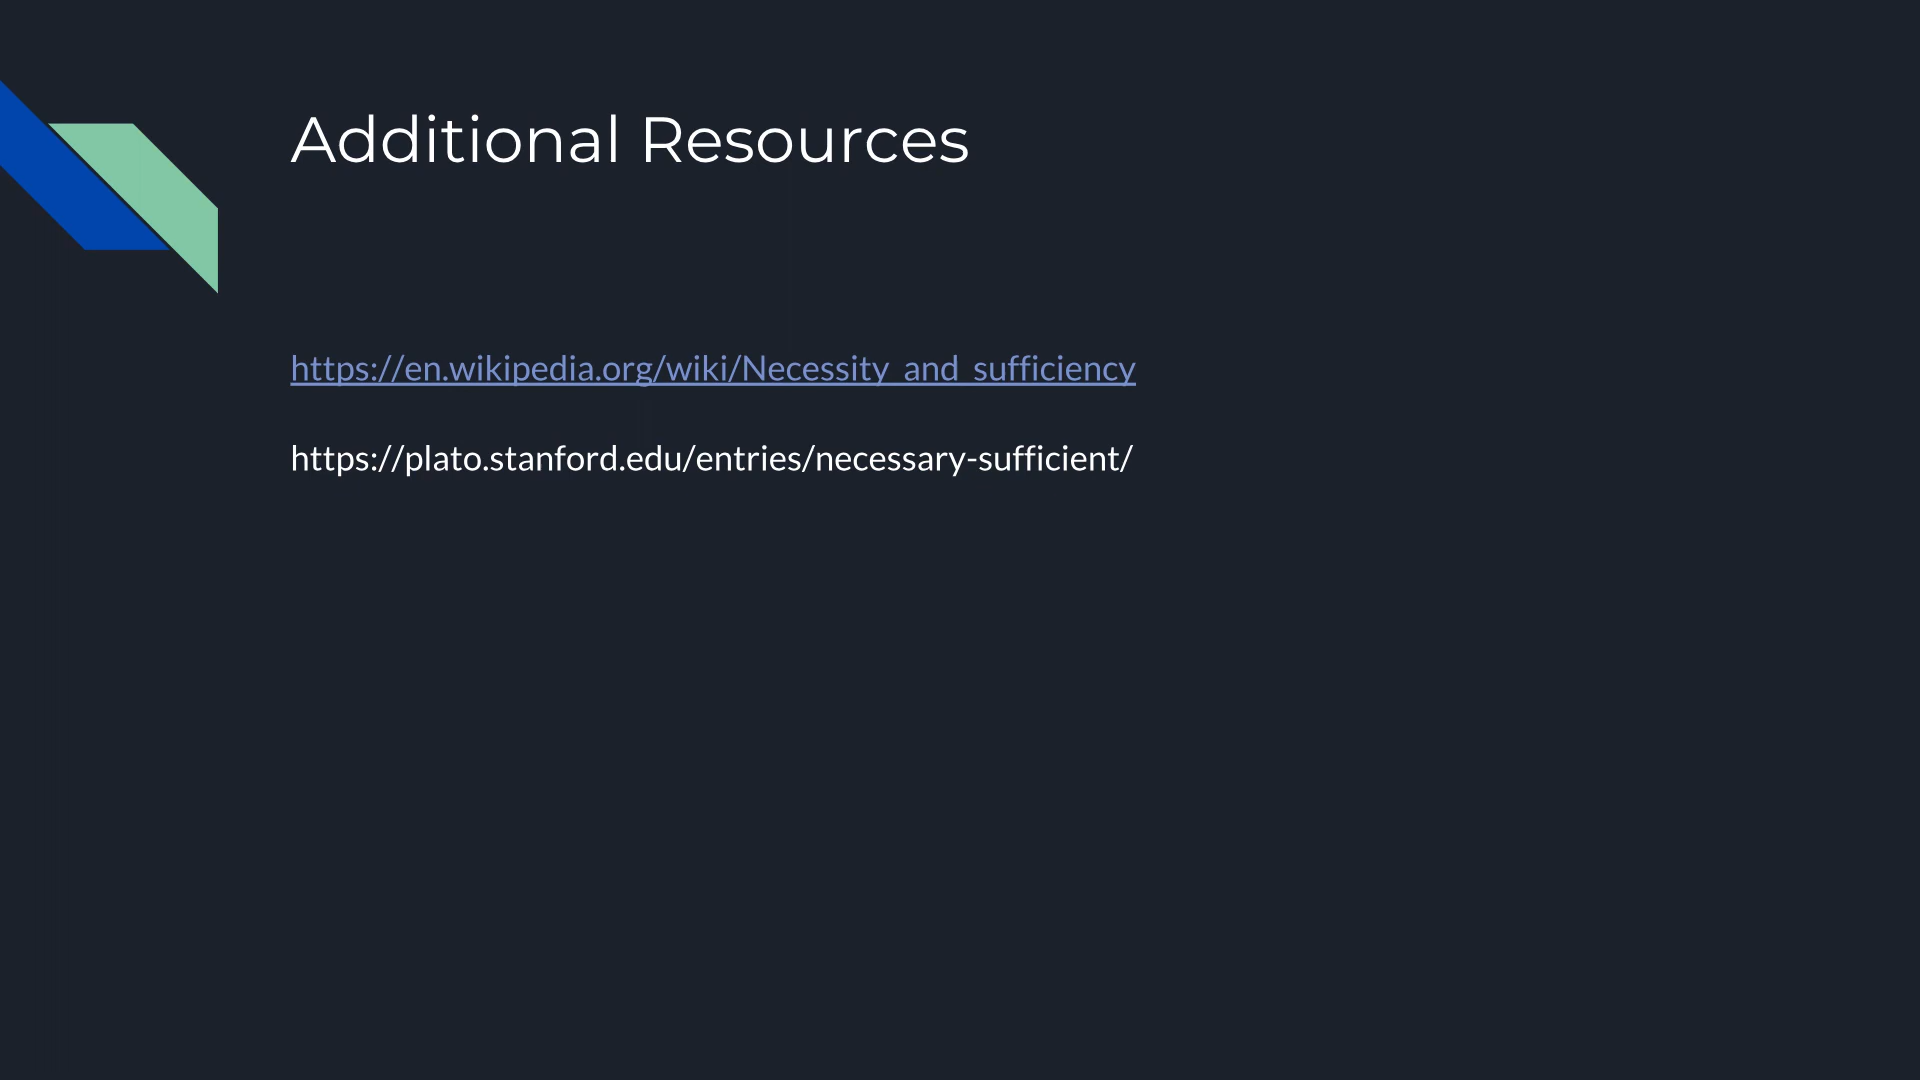 Additional Resources
https://en.wikipedia.org/wiki/Necessity_and_sufficiency
https://plato.stanford.edu/entries/necessary-sufficient/